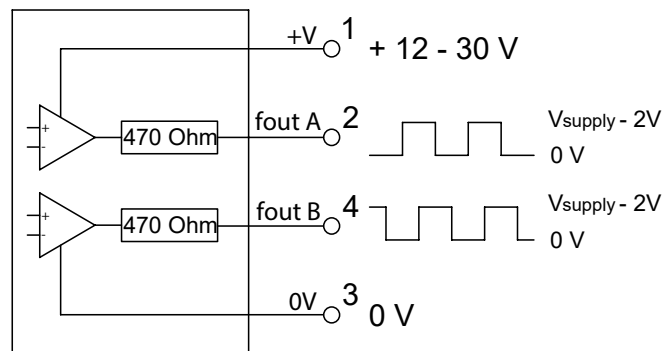 +V 1 + 12 - 30 V
+
-
470 Ohm fout A 2 Vsupply - 2V
0 V
+
-
470 Ohm fout B 4 Vsupply - 2V
0 V
0V 3 0 V